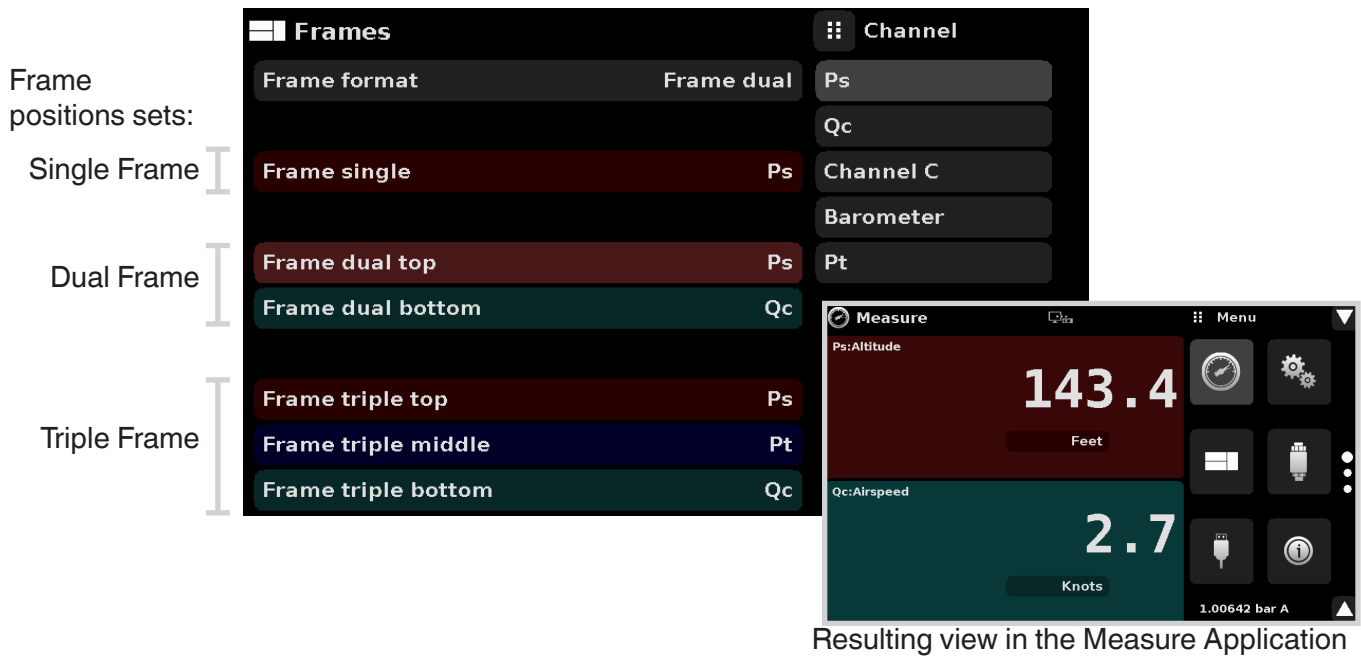 Frames
Channel
Frame
positions sets:
Frame format Frame dual
Ps
Qc
Single Frame
Frame single Ps
Channel C
Barometer
Dual Frame
Frame dual top Ps
Pt
Frame dual bottom Qc
Triple Frame
Frame triple top Ps
Frame triple middle Pt
Frame triple bottom Qc
Measure
Menu
Ps:Altitude
143.4
Feet
Qc:Airspeed
2.7
Knots
1.00642 bar A
Resulting view in the Measure Application